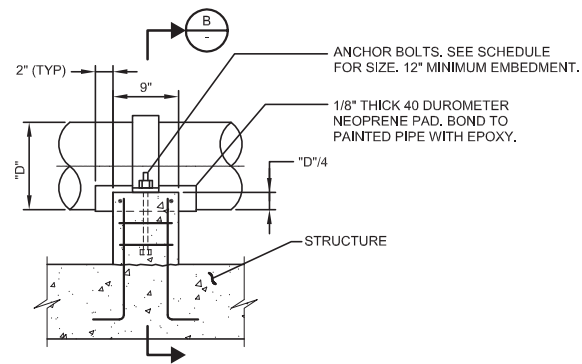 B
-
ANCHOR BOLTS. SEE SCHEDULE
FOR SIZE. 12" MINIMUM EMBEDMENT.
2" (TYP)
9"
1/8" THICK 40 DUROMETER
NEOPRENE PAD. BOND TO
PAINTED PIPE WITH EPOXY.
"D"
"D"/4
STRUCTURE